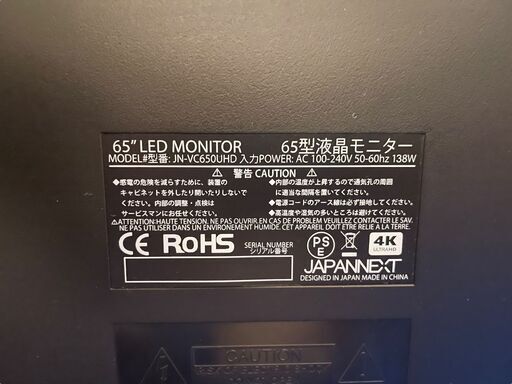 65" LED MONITOR 65型液晶モニター
MODEL#型番: JN-VC650UHD 入力POWER: AC 100-240V 50-60hz 138W
⚠ 警告 CAUTION ⚠
◆感電の危険を減らすために、装置の
キャビネットを外したり開いたりしないで
ください。内部の調整・点検は
サービスマンにお任せください。
◆内部の温度が上昇するので通気孔の周囲
に適当な間隔を置いてください。
◆電源コードのアース線は必ず接地してください。
◆高温度や湿気の多いところは避けてください。
⚠ATTENTION HAUTE TENSION. NE PAS OUVRIR.EN CAS DE PROBLEM VEUILLEZ CONTACTER LE SAV.
NE PAS UTILISER DANS UN ENVIRONNEMENT HUMIDE. CET APPAREIL DOIT ETRE RELIE A LA TERRE.
CE RoHS
SERIAL NUMBER
シリアル番号
PS
E
4K
ULTRAHD
JAPANNEXT
DESIGNED IN JAPAN MADE IN CHINA
CAUTION